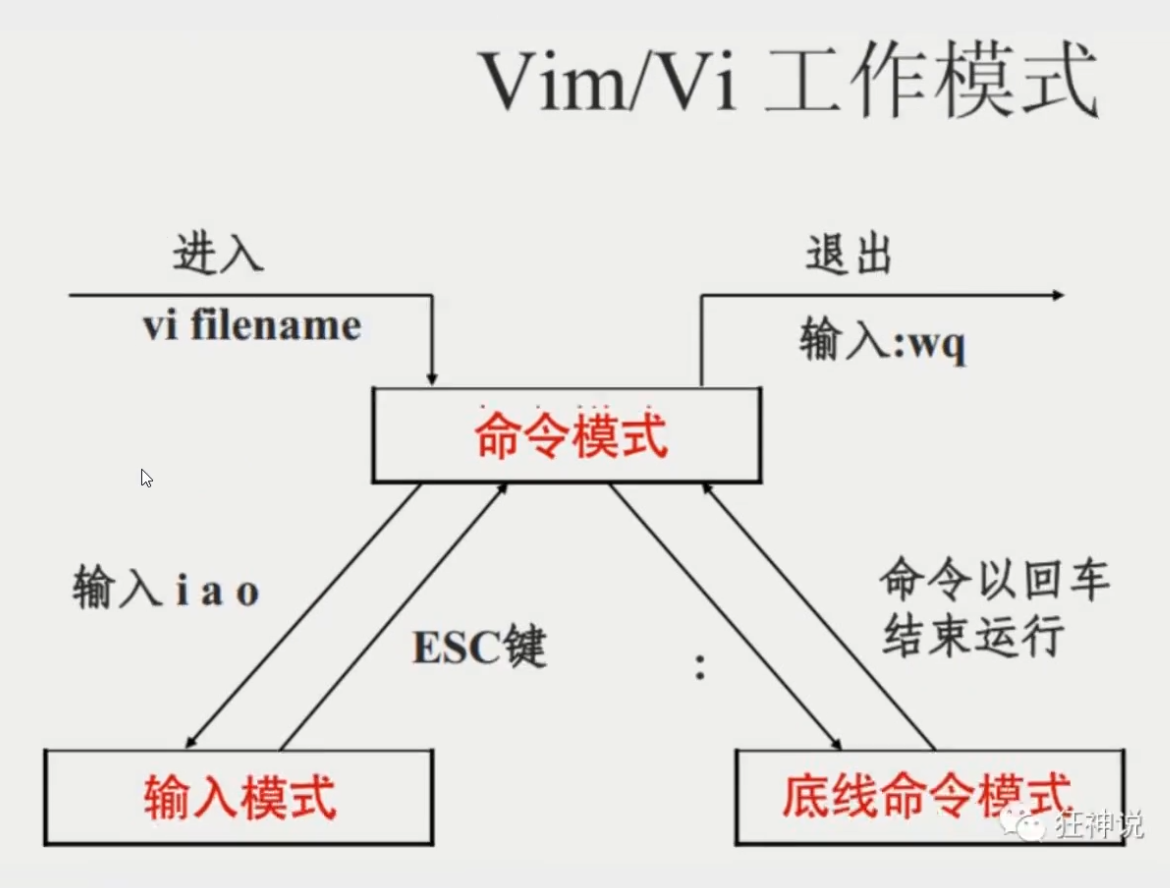 Vim/Vi 工作模式
进入
退出
vi filename
输入:wq
命令模式
输入 i a o
ESC键
:
命令以回车
结束运行
输入模式
底线命令模式
狂神说